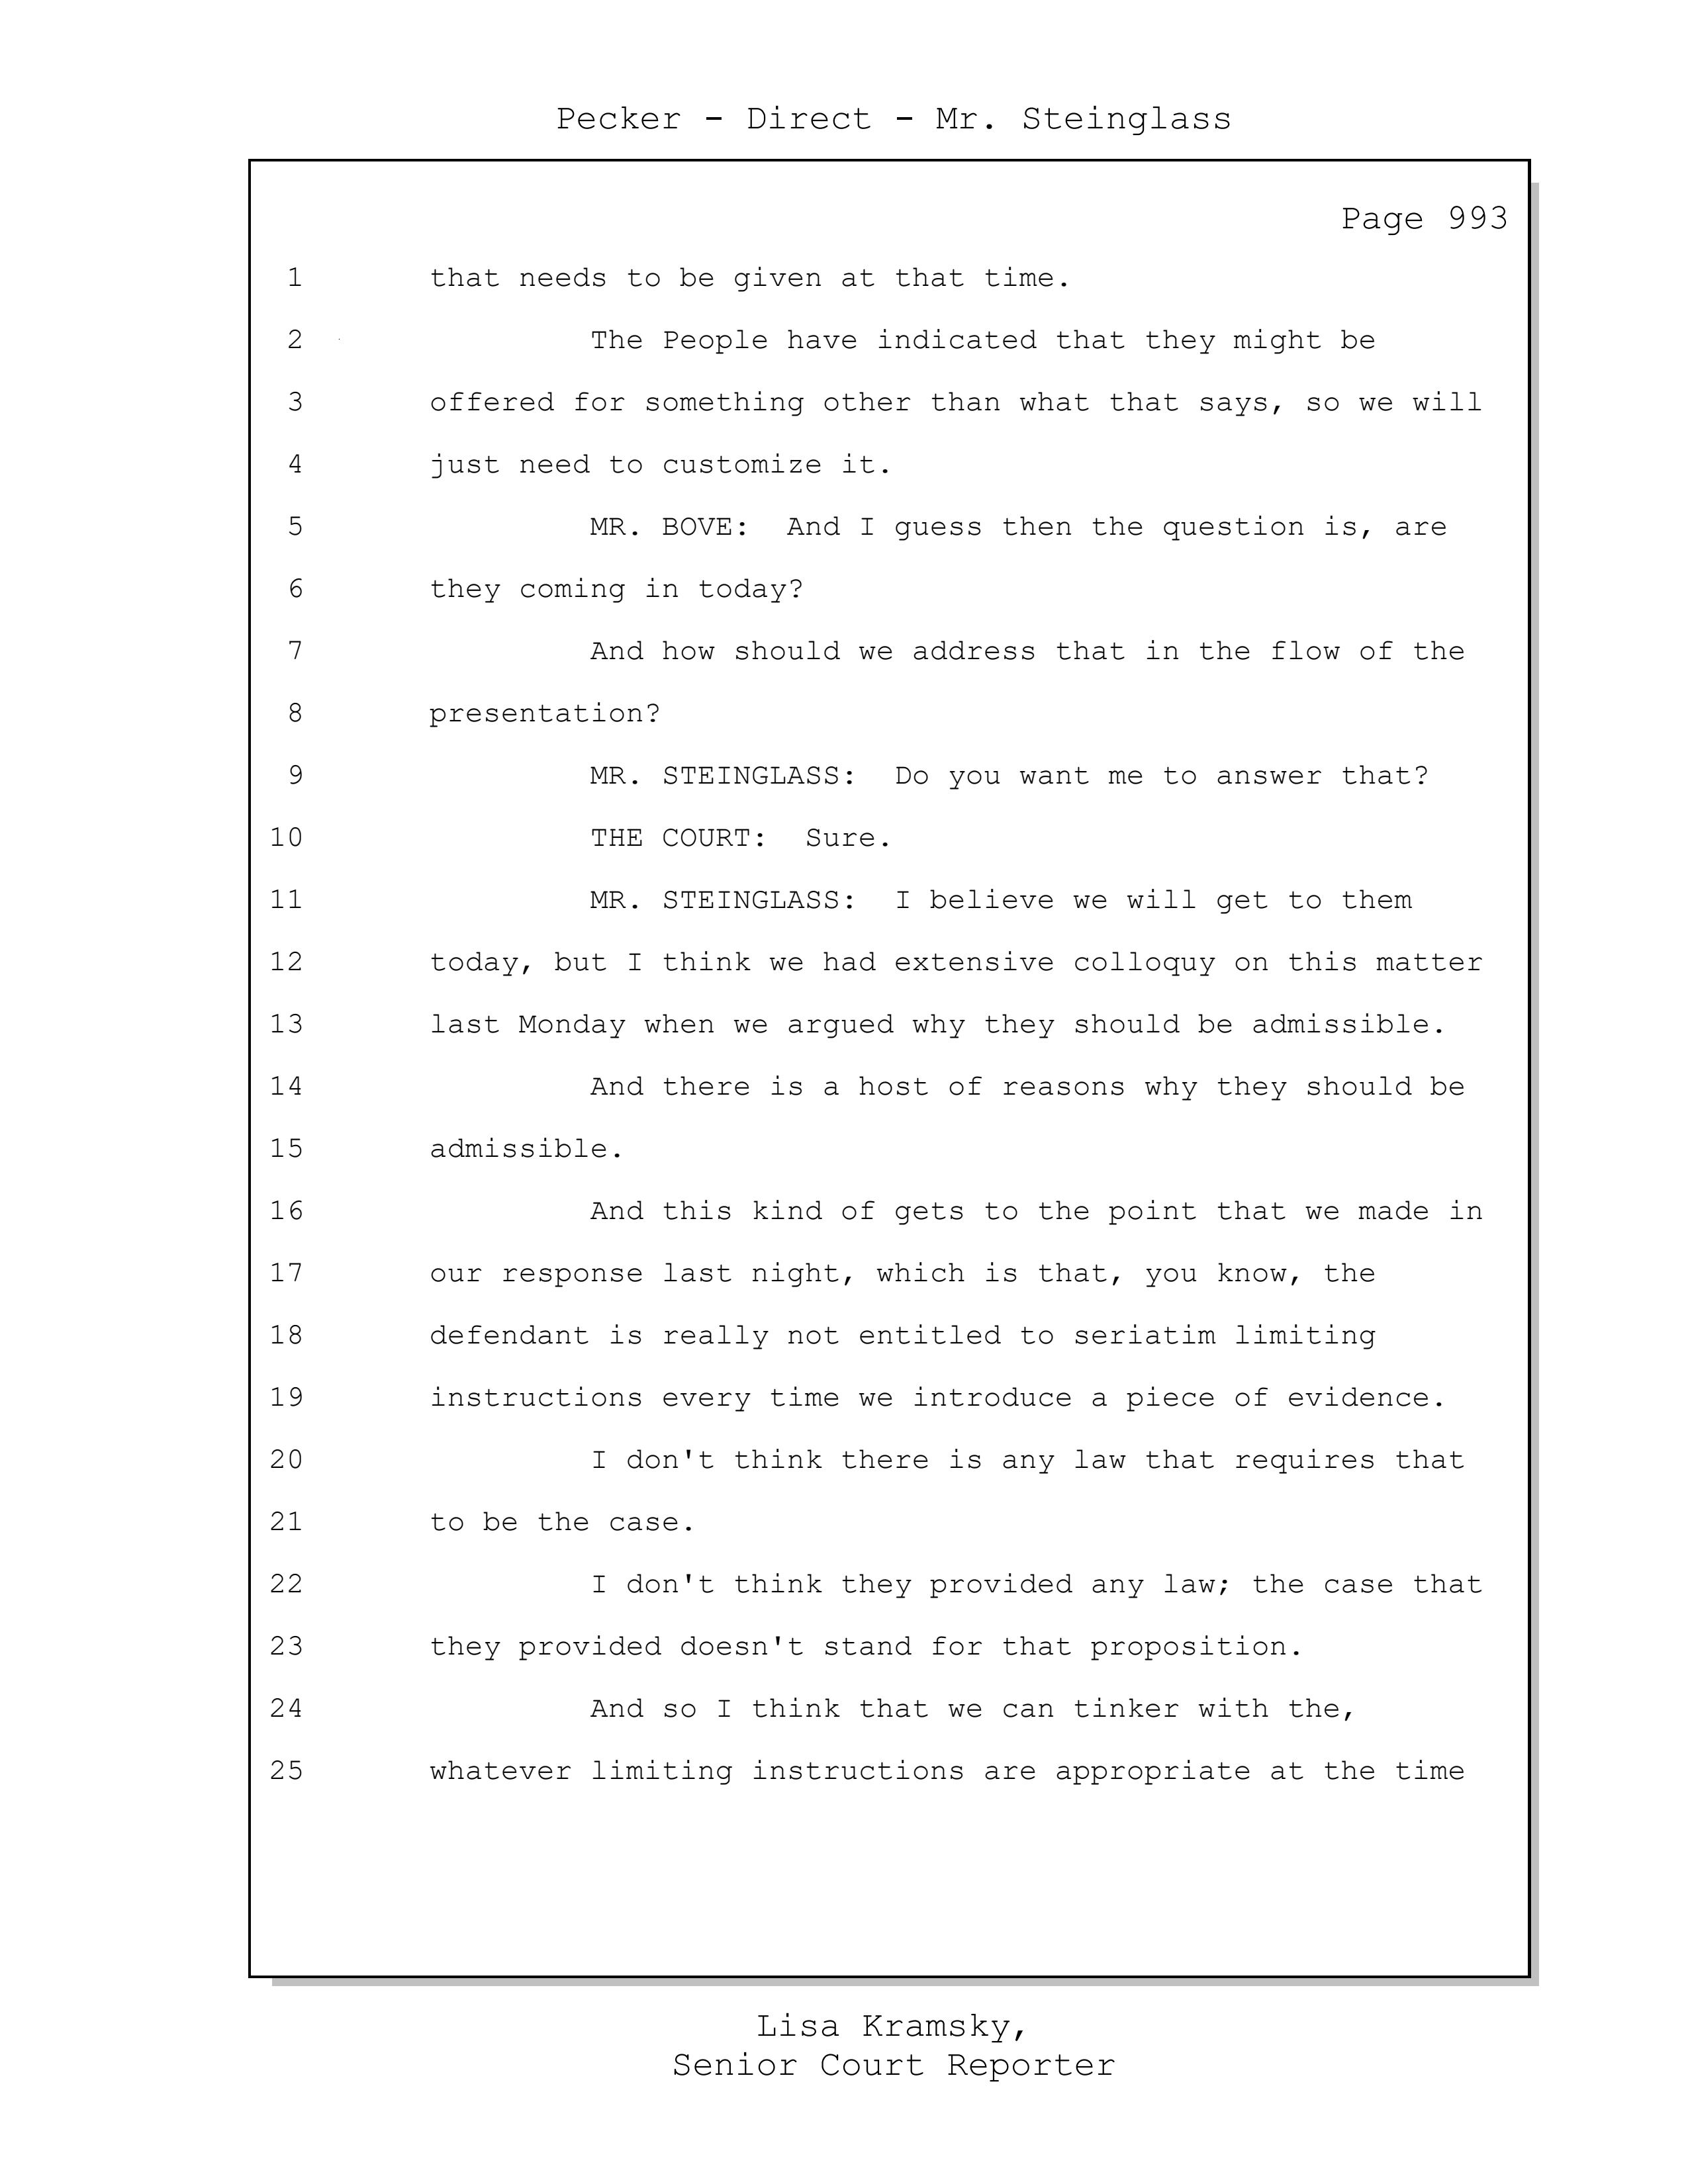 Pecker - Direct - Mr. Steinglass
Page 993
1 that needs to be given at that time.
2 The People have indicated that they might be
3 offered for something other than what that says, so we will
4 just need to customize it.
5 MR. BOVE: And I guess then the question is, are
6 they coming in today?
7 And how should we address that in the flow of the
8 presentation?
9 MR. STEINGLASS: Do you want me to answer that?
10 THE COURT: Sure.
11 MR. STEINGLASS: I believe we will get to them
12 today, but I think we had extensive colloquy on this matter
13 last Monday when we argued why they should be admissible.
14 And there is a host of reasons why they should be
15 admissible.
16 And this kind of gets to the point that we made in
17 our response last night, which is that, you know, the
18 defendant is really not entitled to seriatim limiting
19 instructions every time we introduce a piece of evidence.
20 I don't think there is any law that requires that
21 to be the case.
22 I don't think they provided any law; the case that
23 they provided doesn't stand for that proposition.
24 And so I think that we can tinker with the,
25 whatever limiting instructions are appropriate at the time
Lisa Kramsky,
Senior Court Reporter